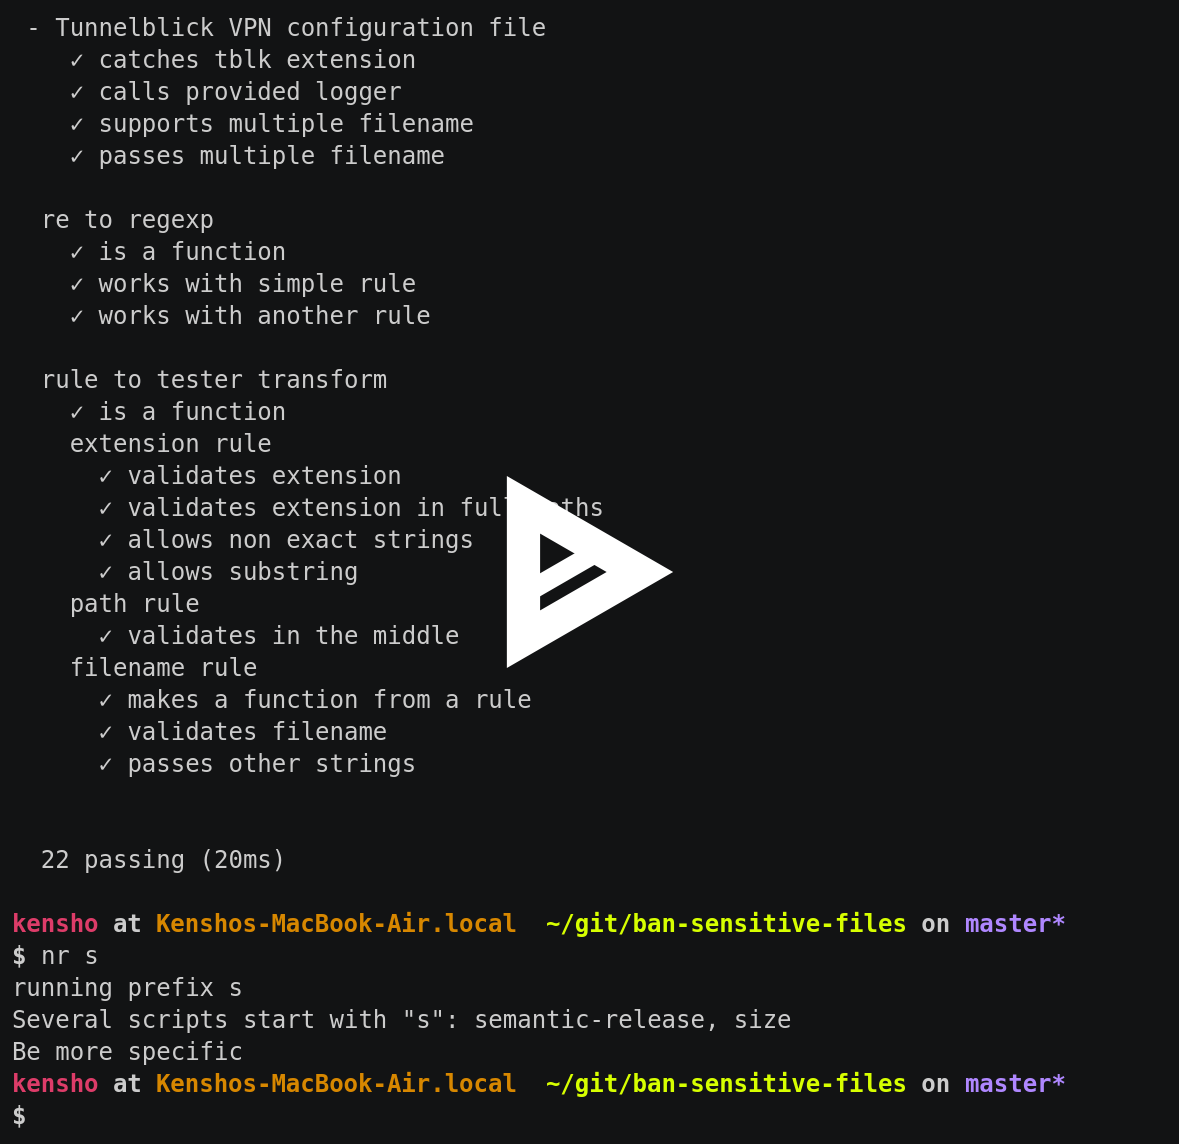 - Tunnelblick VPN configuration file
✓ catches tblk extension
✓ calls provided logger
✓ supports multiple filename
✓ passes multiple filename
re to regexp
✓ is a function
✓ works with simple rule
✓ works with another rule
rule to tester transform
✓ is a function
extension rule
✓ validates extension
✓ validates extension in full paths
✓ allows non exact strings
✓ allows substring
path rule
✓ validates in the middle
filename rule
✓ makes a function from a rule
✓ validates filename
✓ passes other strings
22 passing (20ms)
kensho at Kenshos-MacBook-Air.local  ~/git/ban-sensitive-files on master*
$ nr s
running prefix s
Several scripts start with "s": semantic-release, size
Be more specific
kensho at Kenshos-MacBook-Air.local  ~/git/ban-sensitive-files on master*
$